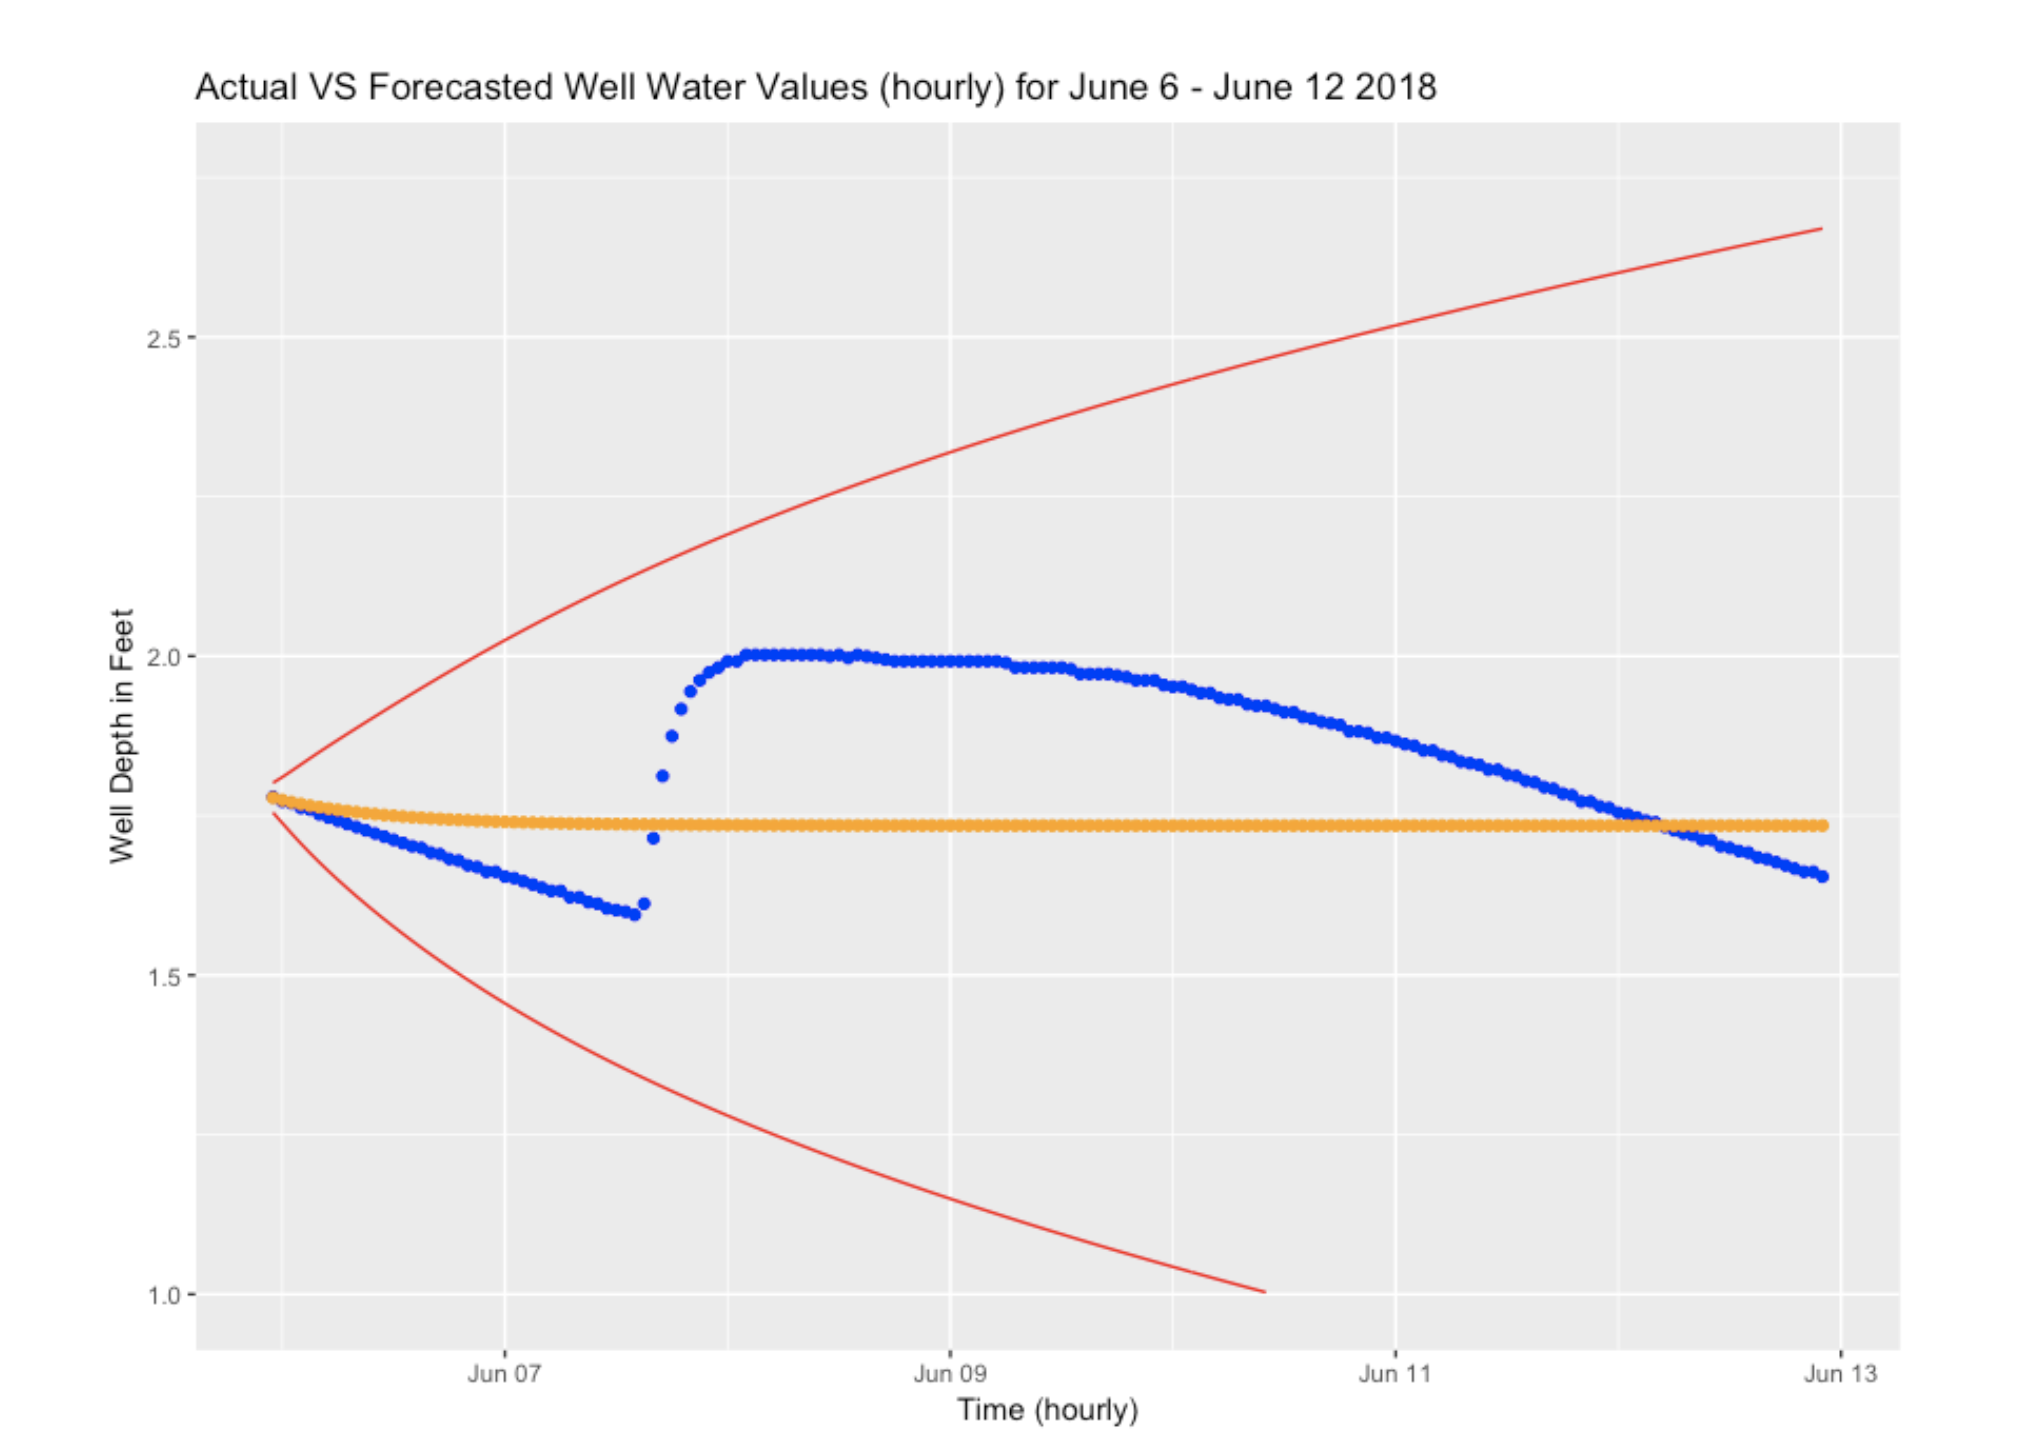 Actual VS Forecasted Well Water Values (hourly) for June 6 - June 12 2018
Well Depth in Feet
2.5
2.0
1.5
1.0
Jun 07
Jun 09
Jun 11
Jun 13
Time (hourly)